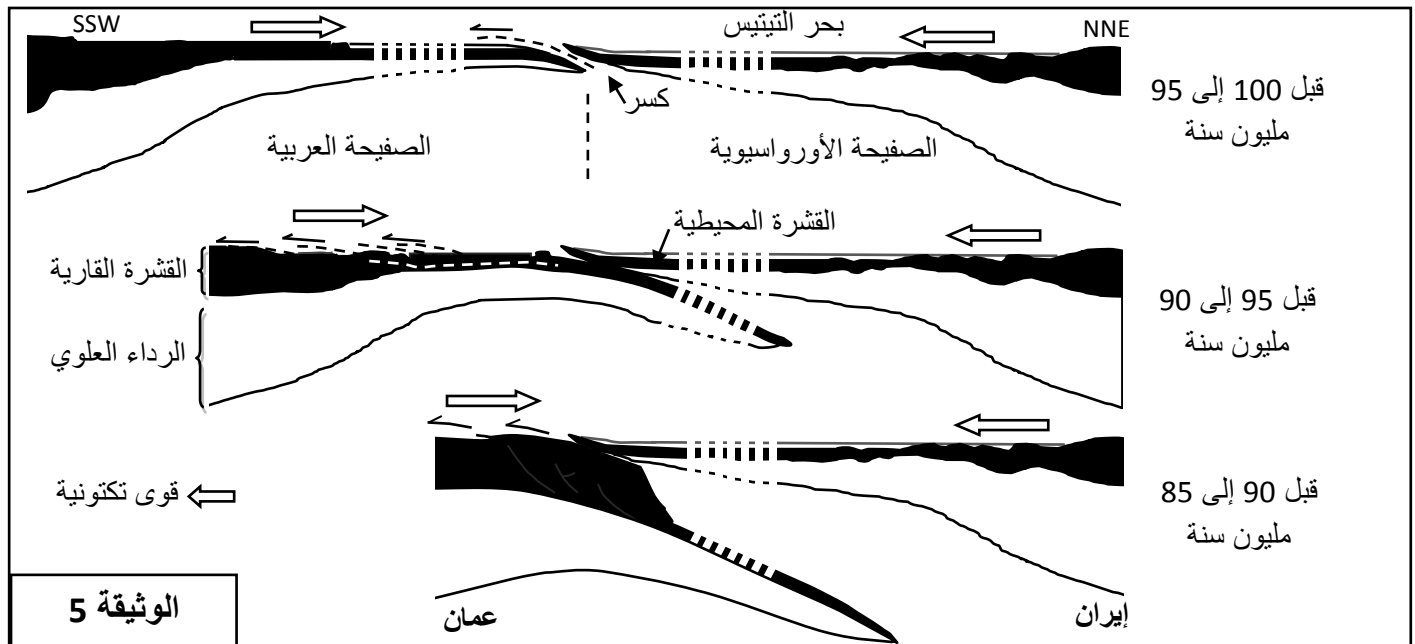 SSW
بحر التيتيس
NNE
كسر
الصفيحة العربية
الصفيحة الأورواسيوية
قبل 100 إلى 95
مليون سنة
القشرة المحيطية
القشرة القارية
الرداء العلوي
قبل 95 إلى 90
مليون سنة
قوى تكتونية
قبل 90 إلى 85
مليون سنة
الوثيقة 5
عمان
إيران